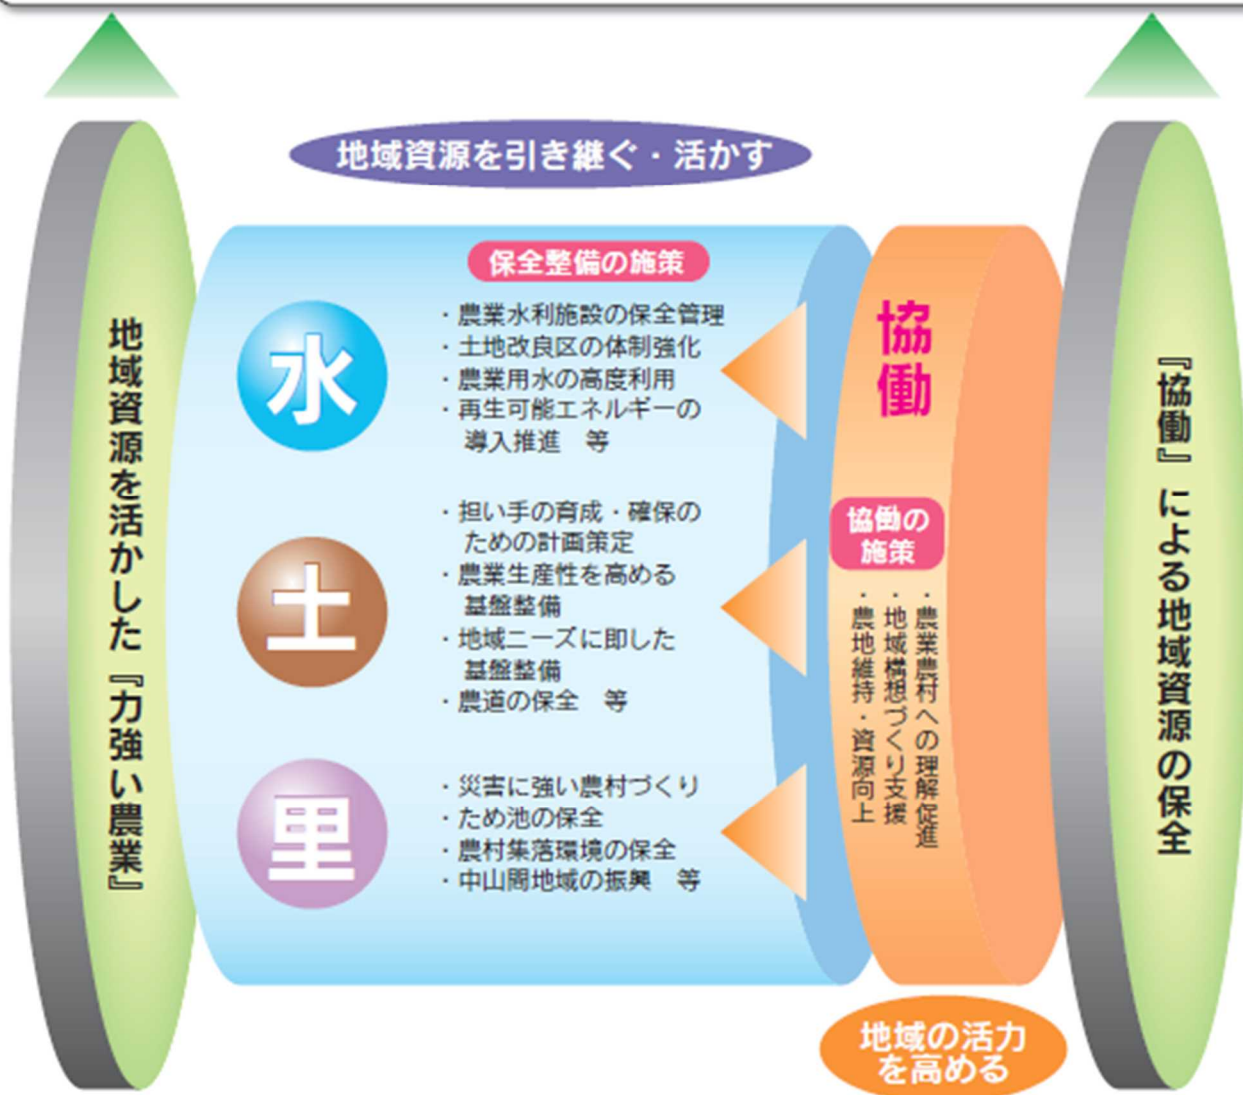 地域資源を引き継ぐ・活かす
地域資源を活かした『力強い農業』
保全整備の施策
水
・農業水利施設の保全管理
・土地改良区の体制強化
・農業用水の高度利用
・再生可能エネルギーの
導入推進　等
土
・担い手の育成・確保の
ための計画策定
・農業生産性を高める
基盤整備
・地域ニーズに即した
基盤整備
・農道の保全　等
里
・災害に強い農村づくり
・ため池の保全
・農村集落環境の保全
・中山間地域の振興　等
協働
協働の
施策
・農業農村への理解促進
・地域構想づくり支援
・農地維持・資源向上
『協働』による地域資源の保全
地域の活力
を高める